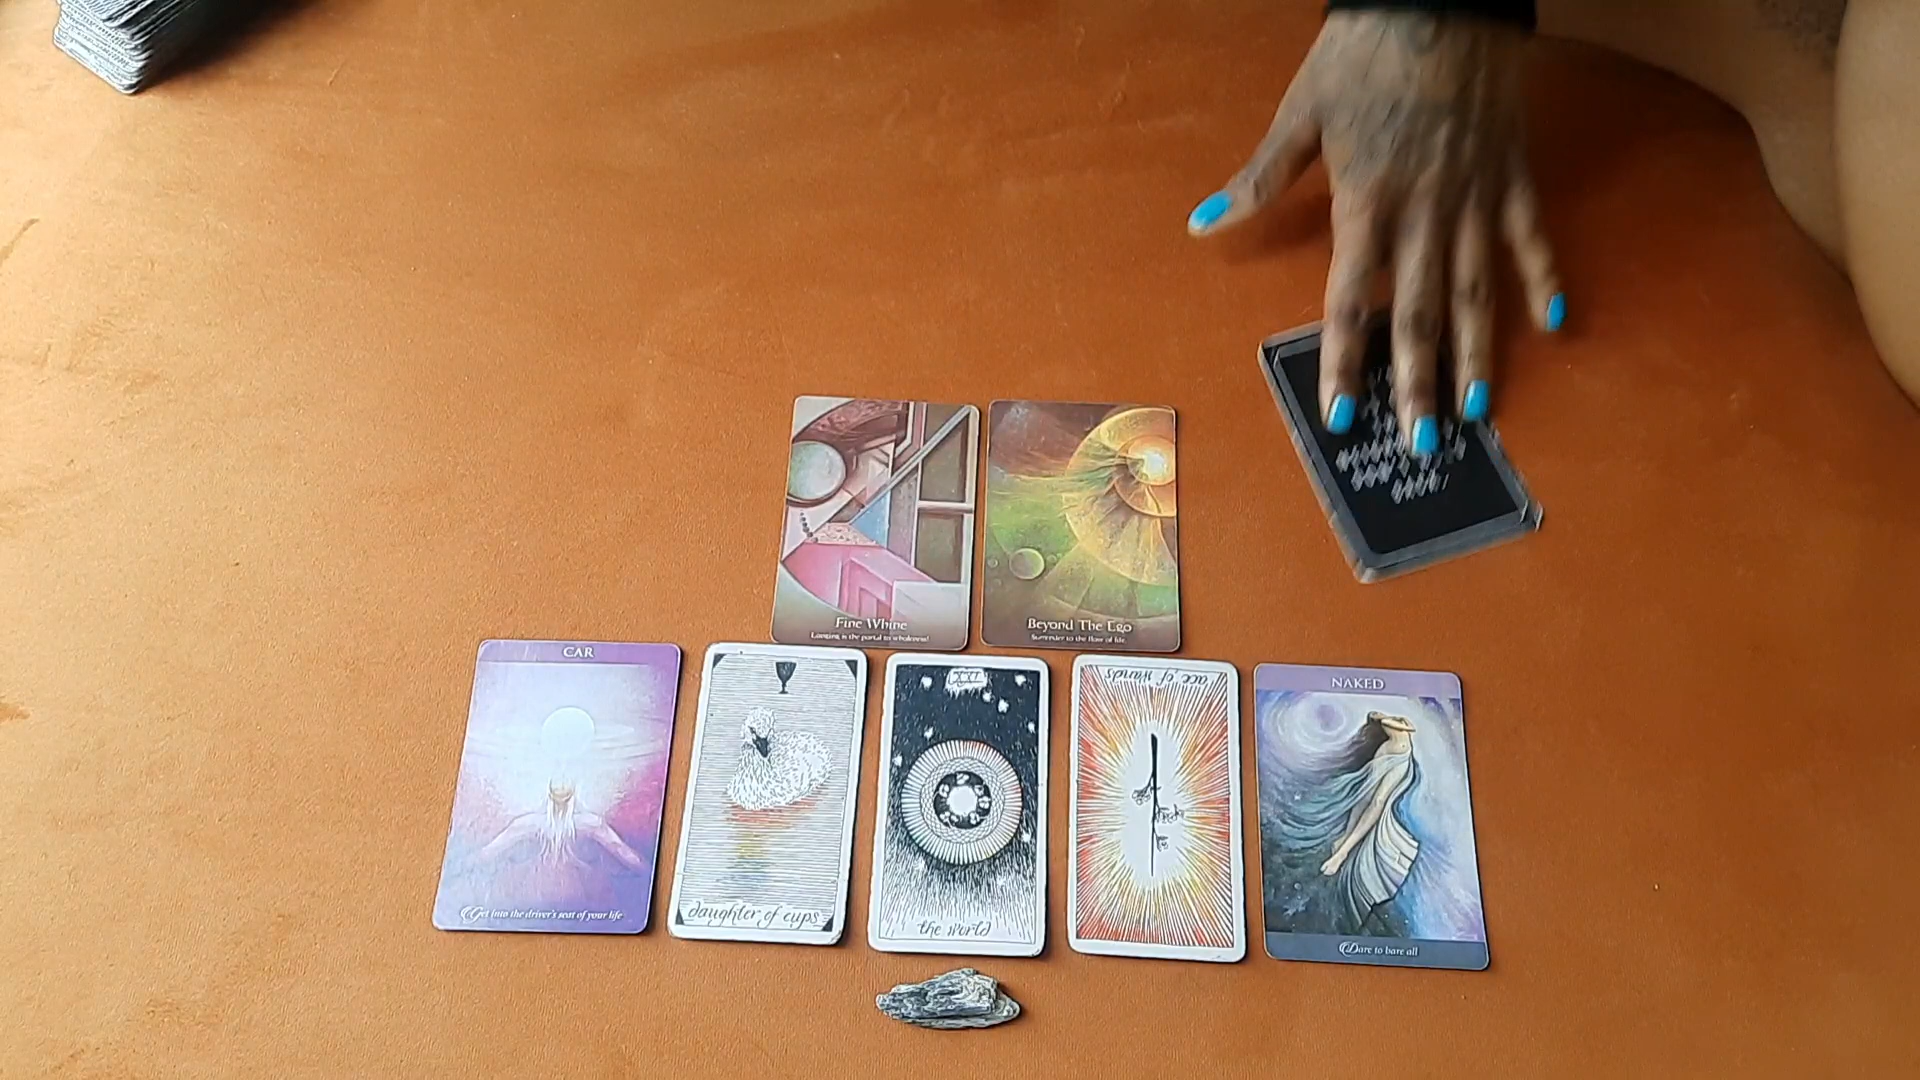 Fine Whine
Longing is the portal to wholeness!
Beyond The Ego
Surrender to the flow of life.
CAR
Get into the driver's seat of your life
daughter of cups
XXI
the world
ace of wands
NAKED
Dare to bare all